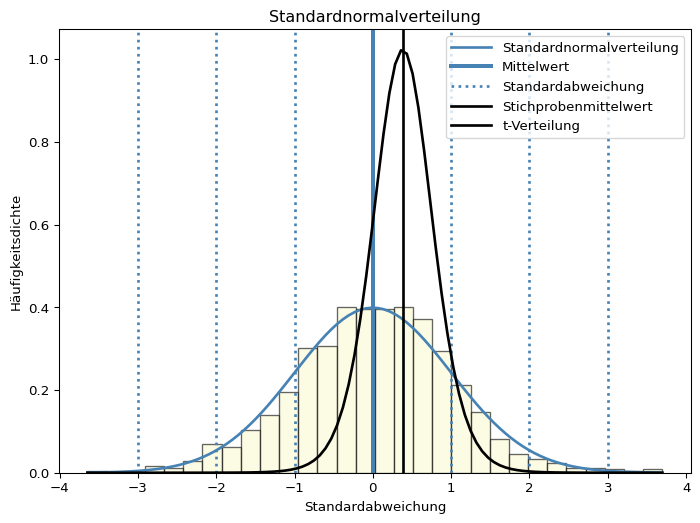 Standardnormalverteilung
1.0
0.8
0.6
0.4
0.2
0.0
Häufigkeitsdichte
Standardnormalverteilung
Mittelwert
Standardabweichung
Stichprobenmittelwert
t-Verteilung
−4 −3 −2 −1 0 1 2 3 4
Standardabweichung